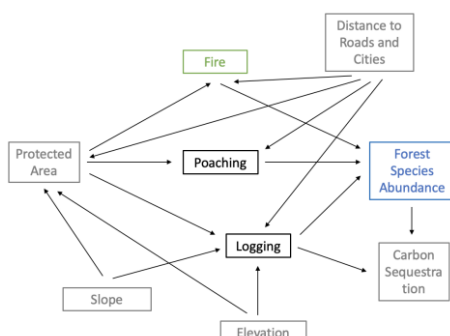 Distance to
Roads and
Cities
Fire
Protected
Area
Poaching
Forest
Species
Abundance
Logging
Carbon
Sequestra
tion
Slope
Elevation